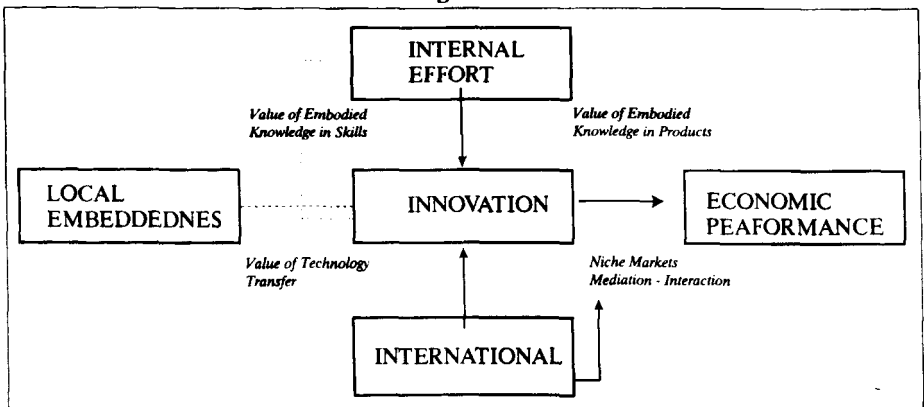 INTERNAL
EFFORT
Value of Embodied
Knowledge in Skills
Value of Embodied
Knowledge in Products
LOCAL
EMBEDDEDNES
INNOVATION
ECONOMIC
PEAFORMANCE
Value of Technology
Transfer
Niche Markets
Mediation - Interaction
INTERNATIONAL